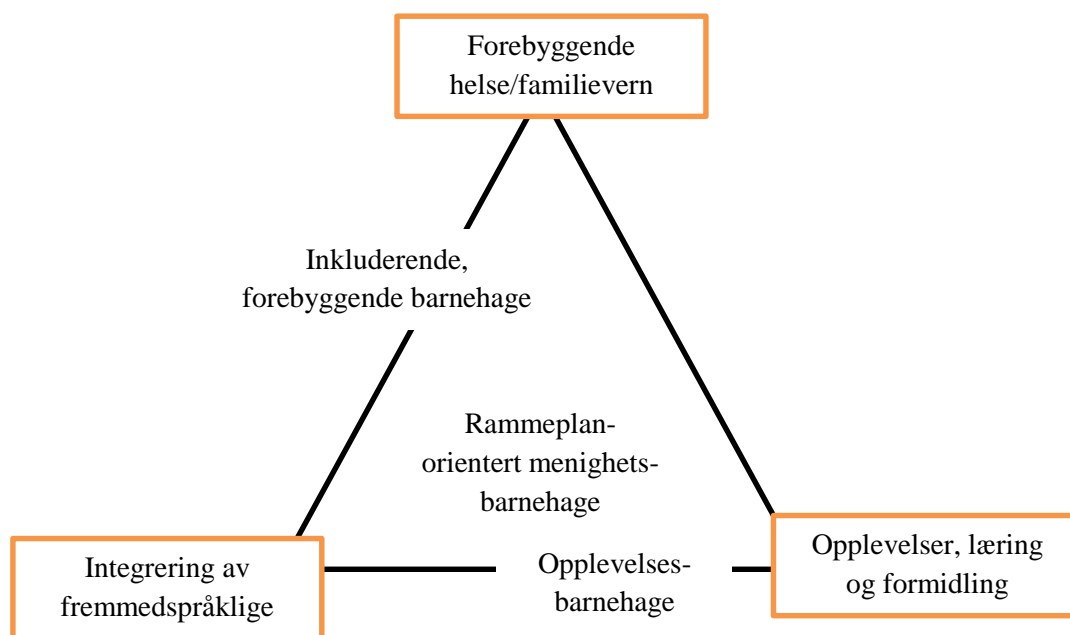 Forebyggende
helse/familievern
Inkluderende,
forebyggende barnehage
Rammeplan-
orientert menighets-
barnehage
Integrering av
fremmedspråklige
Opplevelses-
barnehage
Opplevelser, læring
og formidling